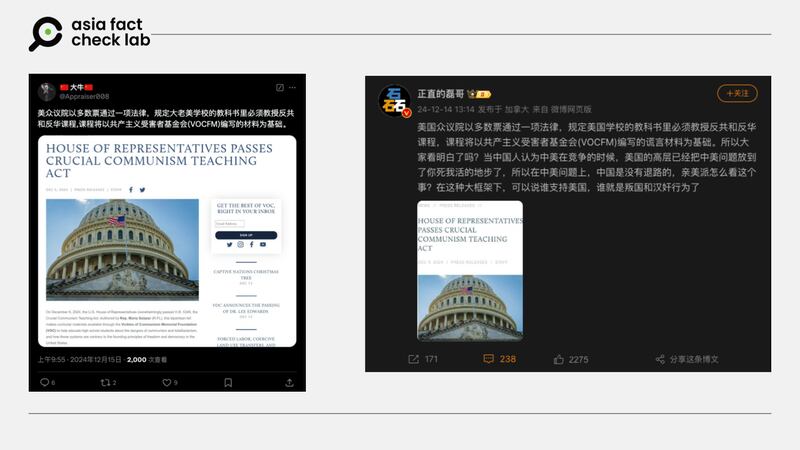 asia fact
check lab
🇨🇳 大牛🇨🇳
@Appraiser008
美众议院以多数票通过一项法律，规定大老美学校的教科书里必须教授反共
和反华课程,课程将以共产主义受害者基金会(VOCFM)编写的材料为基础。
HOUSE OF REPRESENTATIVES PASSES
CRUCIAL COMMUNISM TEACHING
ACT
DEC 6, 2024 | PRESS RELEASES | STAFF
GET THE BEST OF VOC,
RIGHT IN YOUR INBOX
Email Address
SIGN UP
CAPTIVE NATIONS CHRISTMAS
TREE
DEC 13
VOC ANNOUNCES THE PASSING
OF DR. LEE EDWARDS
DEC 12
FORCED LABOR, COERCIVE
LAND USE TRANSFERS, AND
On December 6, 2024, the U.S. House of Representatives overwhelmingly passed H.R. 5349, the
Crucial Communism Teaching Act. Authored by Rep. Maria Salazar (R-FL), the bipartisan bill
makes curricular materials available through the Victims of Communism Memorial Foundation
(VOC) to help educate high school students about the dangers of communism and totalitarianism,
and how those systems are contrary to the founding principles of freedom and democracy in the
United States.
上午9:55 · 2024年12月15日 · 2,000 次查看
6
2
9
正直的磊哥
24-12-14 13:14 发布于 加拿大 来自 微博网页版
+关注
美国众议院以多数票通过一项法律，规定美国学校的教科书里必须教授反共和反华
课程，课程将以共产主义受害者基金会(VOCFM)编写的谎言材料为基础。所以大
家看明白了吗？当中国人认为中美在竞争的时候，美国的高层已经把中美问题放到
了你死我活的地步了，所以在中美问题上，中国是没有退路的，亲美派怎么看这个
事？在这种大框架下，可以说谁支持美国，谁就是叛国和汉奸行为了
HOUSE OF REPRESENTATIVES
PASSES CRUCIAL
COMMUNISM TEACHING
ACT
171
238
2275
分享这条博文